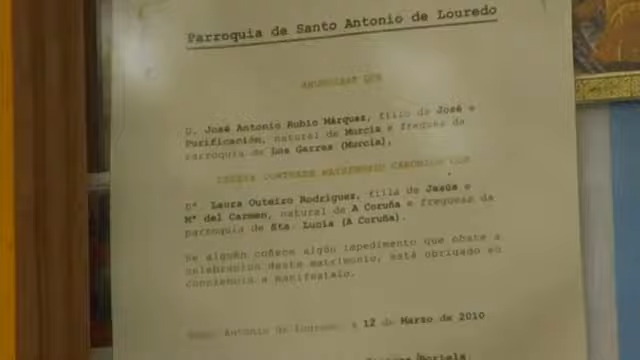 Parroquia de Santo Antonio de Louredo
ANUNCIASE QUE
D. José Antonio Rubio Márquez, fillo de José e
Purificación, natural de Murcia e fregues da
parroquia de Los Garres (Murcia),
DESEXA CONTRAER MATRIMONIO CANONICO CON
Dª. Laura Outeiro Rodríguez, filla de Jesús e
Mª del Carmen, natural de A Coruña e freguesa da
parroquia de Sta. Lucía (A Coruña).
Se alguén coñece algún impedimento que obste a
celebración deste matrimonio, está obrigado en
conciencia a manifestalo.
Antonio de Louredo, a 12 de Marzo de 2010